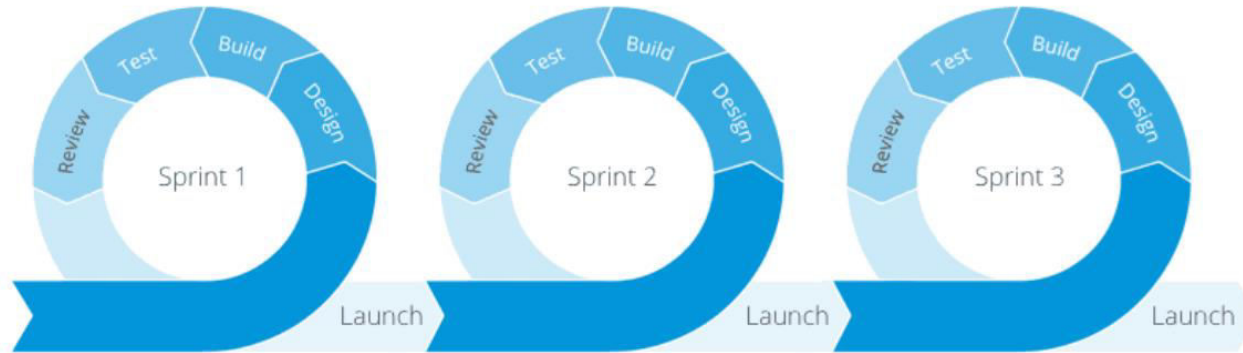 Test
Build
Design
Review
Sprint 1
Launch
Test
Build
Design
Review
Sprint 2
Launch
Test
Build
Design
Review
Sprint 3
Launch